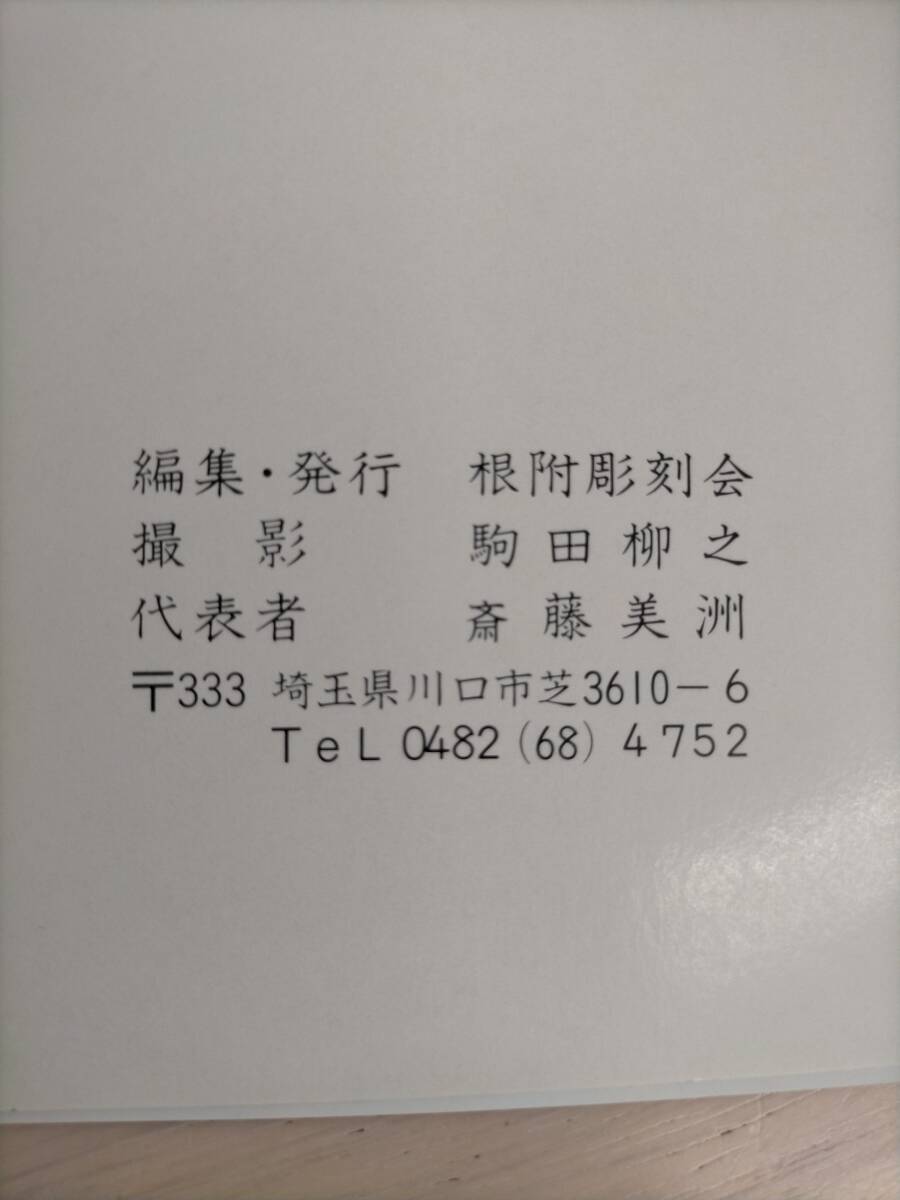 編集・発行　根附彫刻会
撮　影　駒田柳之
代表者　斎藤美洲
〒333 埼玉県川口市芝3610－6
TeL 0482(68) 4752